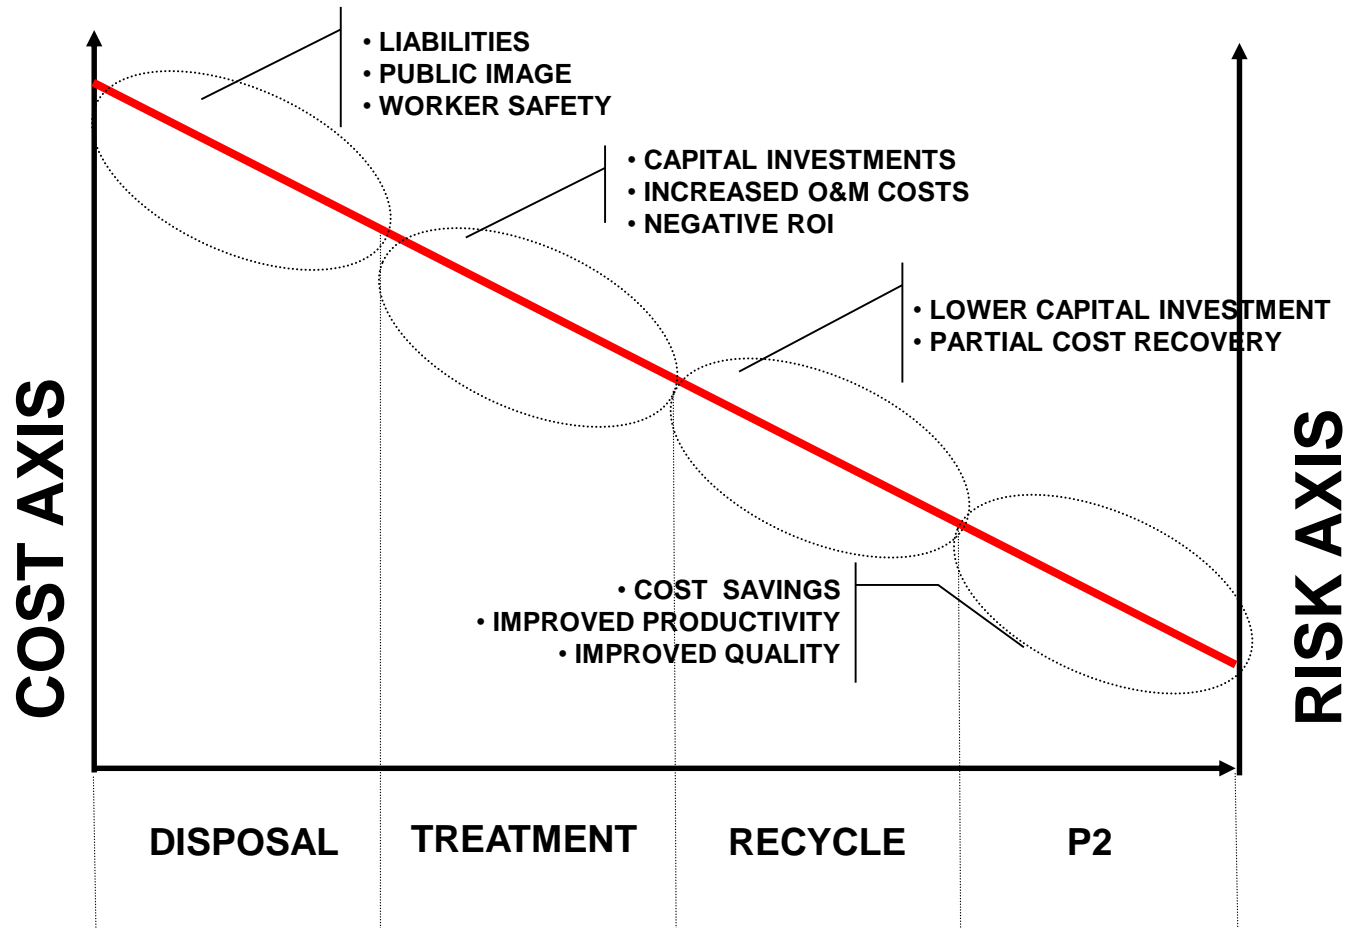 • LIABILITIES
• PUBLIC IMAGE
• WORKER SAFETY
• CAPITAL INVESTMENTS
• INCREASED O&M COSTS
• NEGATIVE ROI
• LOWER CAPITAL INVESTMENT
• PARTIAL COST RECOVERY
COST AXIS
RISK AXIS
• COST SAVINGS
• IMPROVED PRODUCTIVITY
• IMPROVED QUALITY
DISPOSAL
TREATMENT
RECYCLE
P2